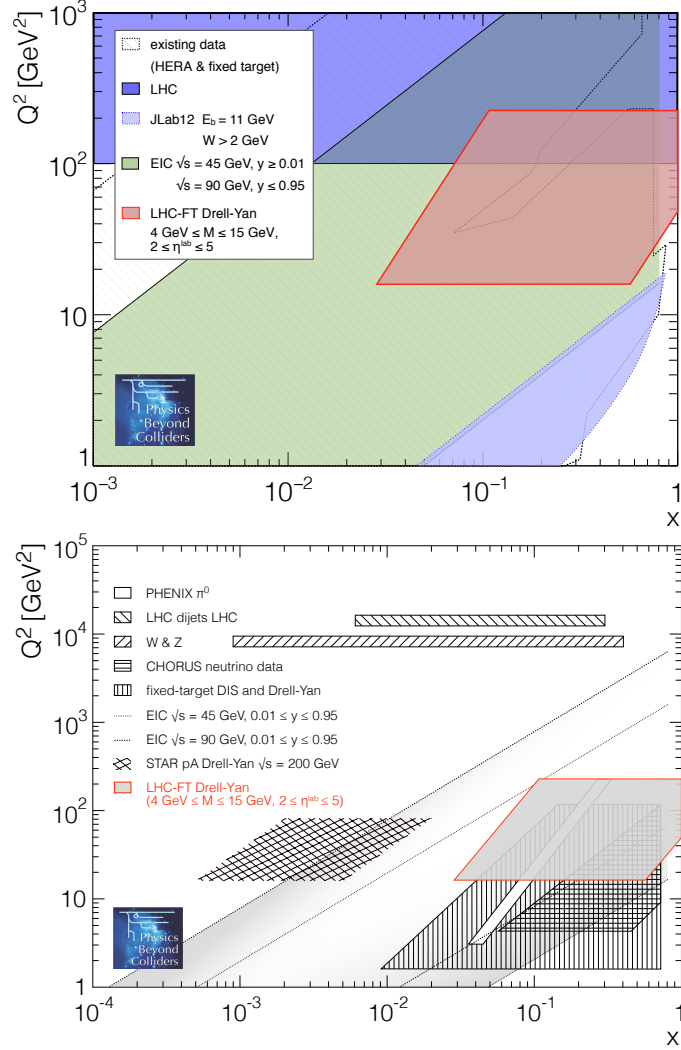 Q² [GeV²]
10³
10²
10
1
existing data
(HERA & fixed target)
LHC
JLab12 E_b = 11 GeV
W > 2 GeV
EIC √s = 45 GeV, y ≥ 0.01
√s = 90 GeV, y ≤ 0.95
LHC-FT Drell-Yan
4 GeV ≤ M ≤ 15 GeV,
2 ≤ η^lab ≤ 5
Physics
Beyond
Colliders
10⁻³ 10⁻² 10⁻¹ 1
x
Q² [GeV²]
10⁵
10⁴
10³
10²
10
1
PHENIX π⁰
LHC dijets LHC
W & Z
CHORUS neutrino data
fixed-target DIS and Drell-Yan
EIC √s = 45 GeV, 0.01 ≤ y ≤ 0.95
EIC √s = 90 GeV, 0.01 ≤ y ≤ 0.95
STAR pA Drell-Yan √s = 200 GeV
LHC-FT Drell-Yan
(4 GeV ≤ M ≤ 15 GeV, 2 ≤ η^lab ≤ 5)
Physics
Beyond
Colliders
10⁻⁴ 10⁻³ 10⁻² 10⁻¹ 1
x